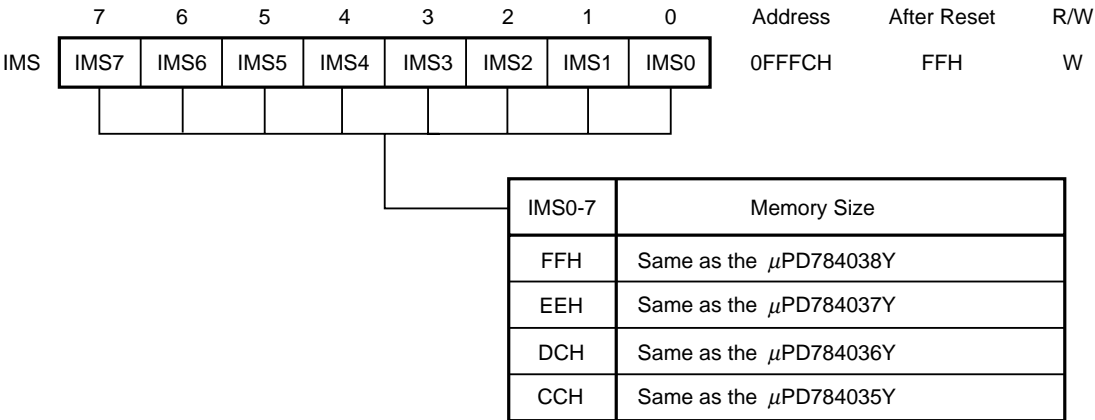 7 6 5 4 3 2 1 0 Address After Reset R/W
IMS IMS7 IMS6 IMS5 IMS4 IMS3 IMS2 IMS1 IMS0 0FFFCH FFH W
IMS0-7 Memory Size
FFH Same as the μPD784038Y
EEH Same as the μPD784037Y
DCH Same as the μPD784036Y
CCH Same as the μPD784035Y